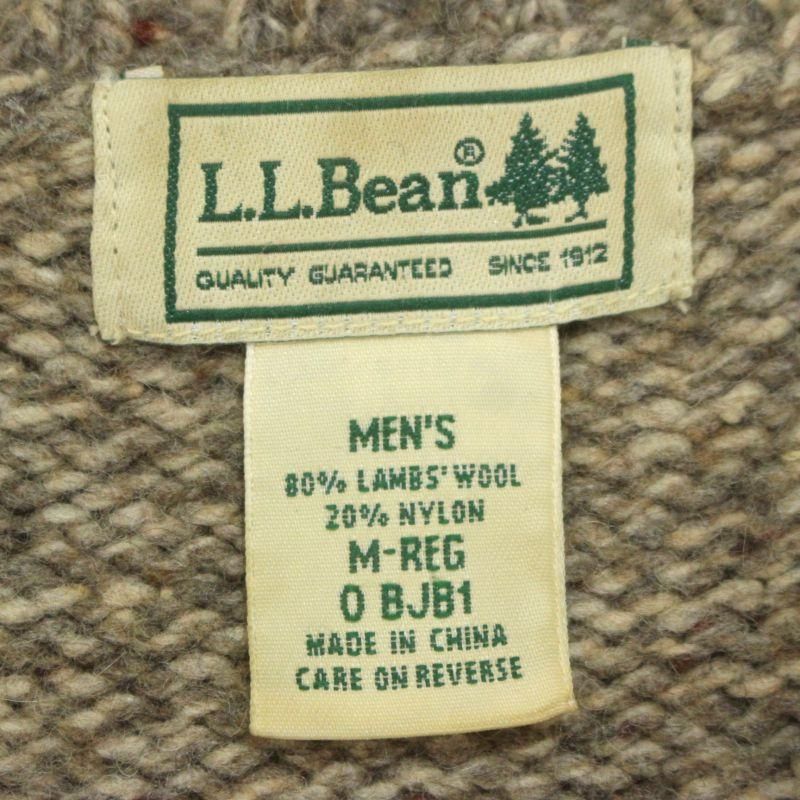 L.L.Bean®
QUALITY GUARANTEED SINCE 1912
MEN'S
80% LAMBS' WOOL
20% NYLON
M-REG
0 BJB1
MADE IN CHINA
CARE ON REVERSE